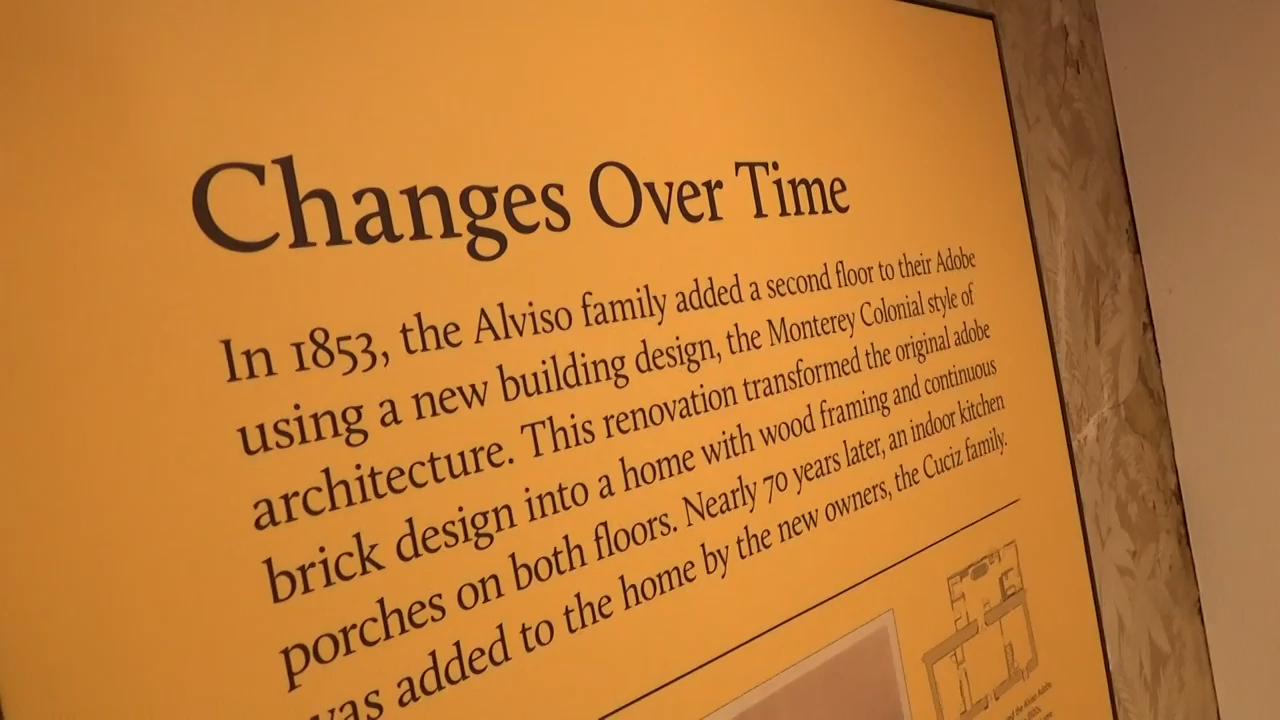 Changes Over Time
In 1853, the Alviso family added a second floor to their Adobe
using a new building design, the Monterey Colonial style of
architecture. This renovation transformed the original adobe
brick design into a home with wood framing and continuous
porches on both floors. Nearly 70 years later, an indoor kitchen
was added to the home by the new owners, the Cuciz family.